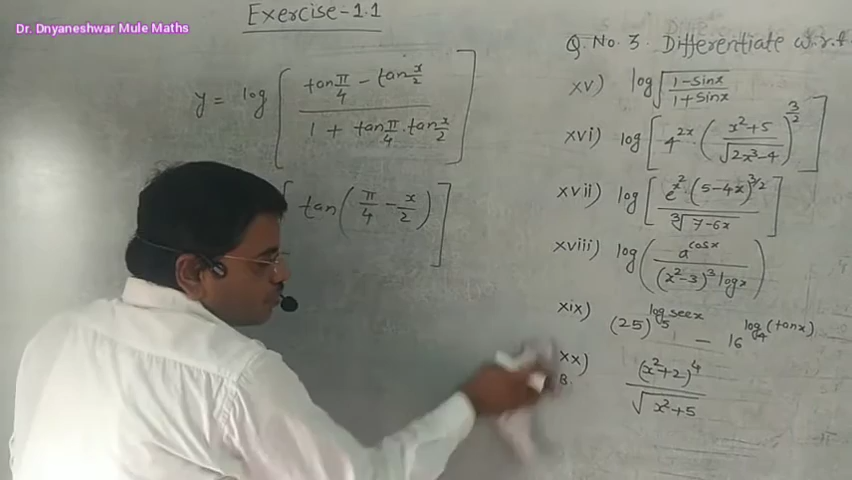 Dr. Dnyaneshwar Mule Maths
Exercise-1.1
y = log [ (tan π/4 - tan x/2) / (1 + tan π/4 . tan x/2) ]
[ tan ( π/4 - x/2 ) ]
Q. No. 3. Differentiate w.r.t.
xv) log √((1-sinx)/(1+sinx))
xvi) log [ 4^(2x) ( (x²+5)/√(2x³-4) )^(3/2) ]
xvii) log [ e^(x²) . (5-4x)^(3/2) / ∛(7-6x) ]
xviii) log ( a^(cosx) / ((x²-3)³ logx) )
xix) (25)^(log₅ secx) - 16^(log₄ (tanx))
xx) (x²+2)⁴ / √(x²+5)
B.